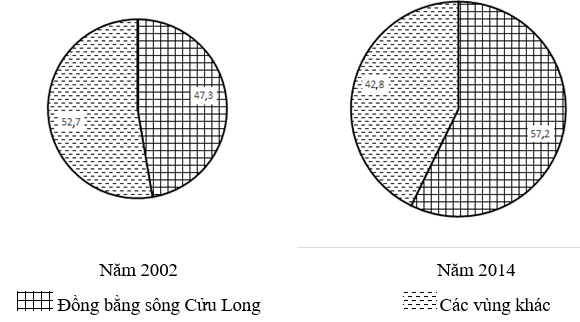 42,8
47,3
52,7
57,2
Năm 2002
Năm 2014
Đồng bằng sông Cửu Long
Các vùng khác